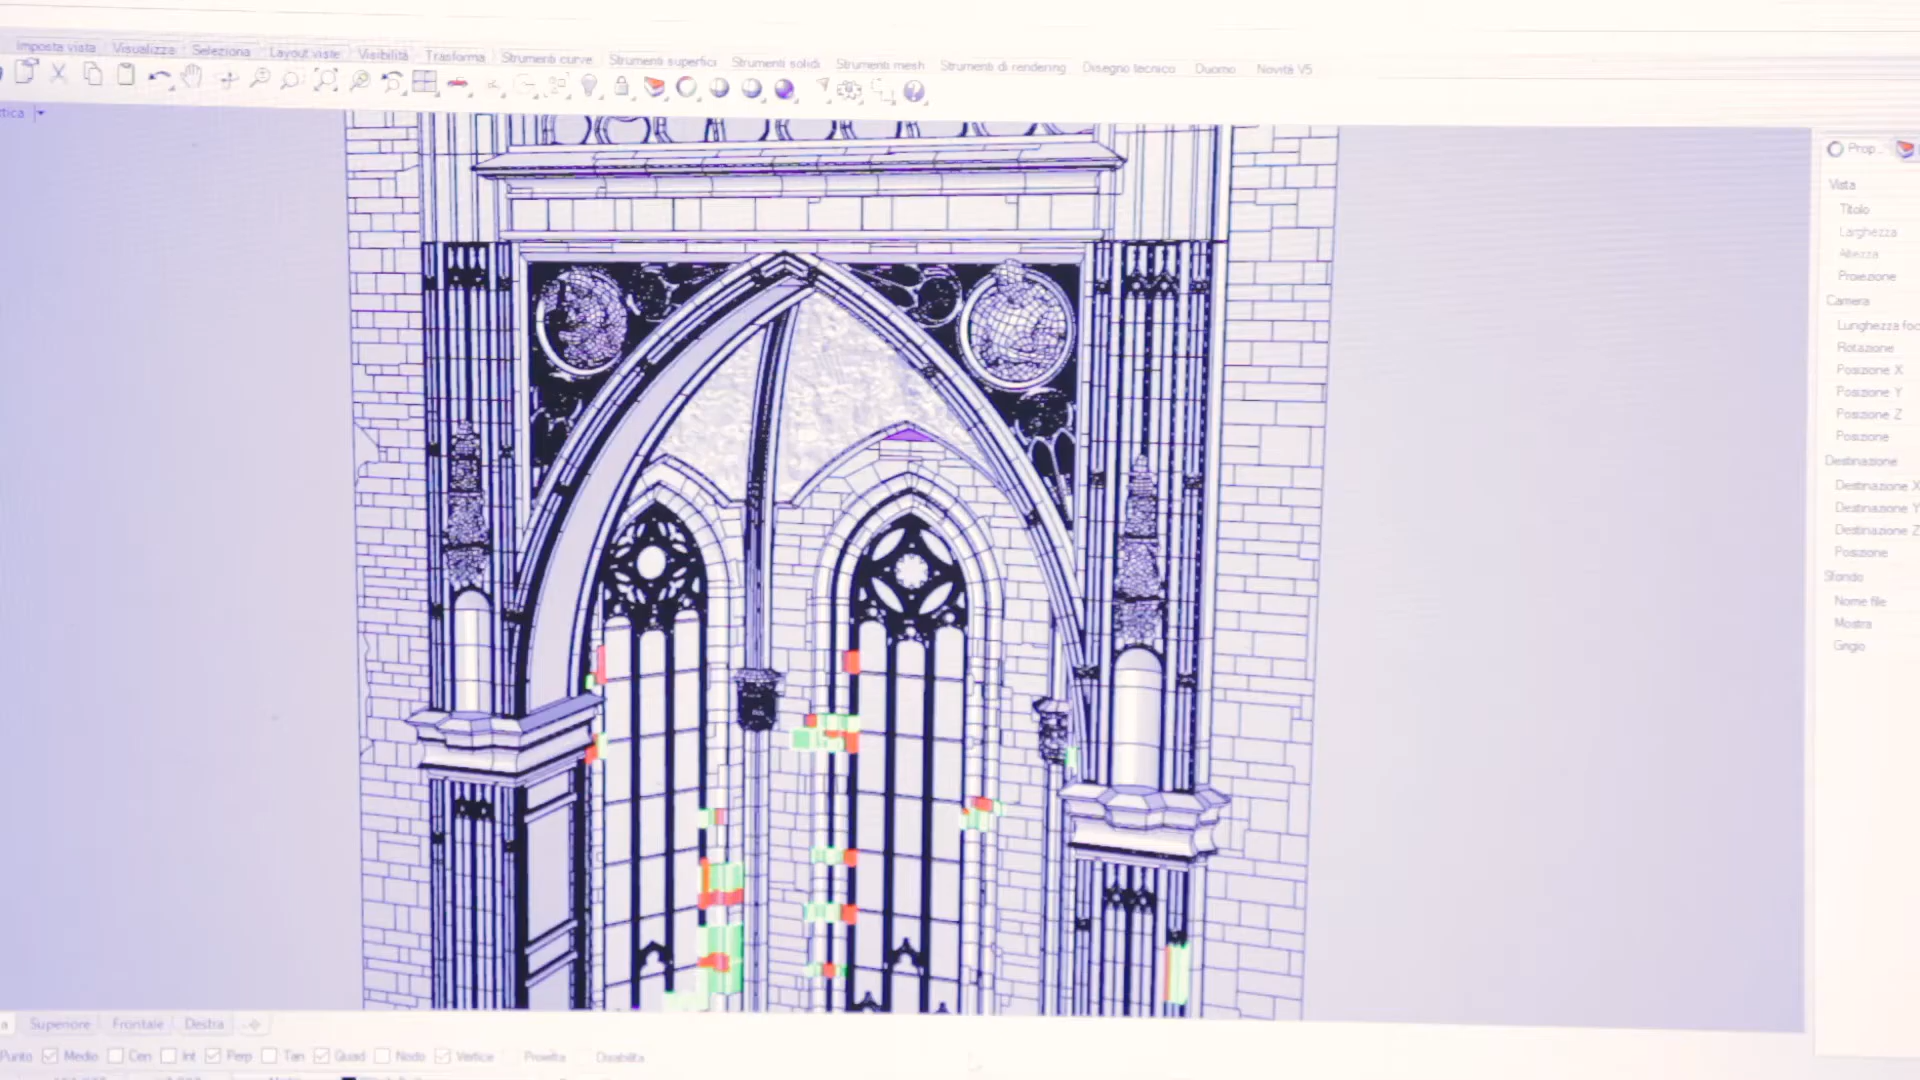 Imposta vista Visualizza Seleziona Layout viste Visibilità Trasforma Strumenti curve Strumenti superfici Strumenti solidi Strumenti mesh Strumenti di rendering Disegno tecnico Duomo Novità V5
Prop...
Vista
Titolo
Larghezza
Altezza
Proiezione
Camera
Lunghezza foc
Rotazione
Posizione X
Posizione Y
Posizione Z
Posizione
Destinazione
Destinazione X
Destinazione Y
Destinazione Z
Posizione
Sfondo
Nome file
Mostra
Grigio
Superiore Frontale Destra
Punto Medio Cen Int Perp Tan Quad Nodo Vertice Proietta Disabilita